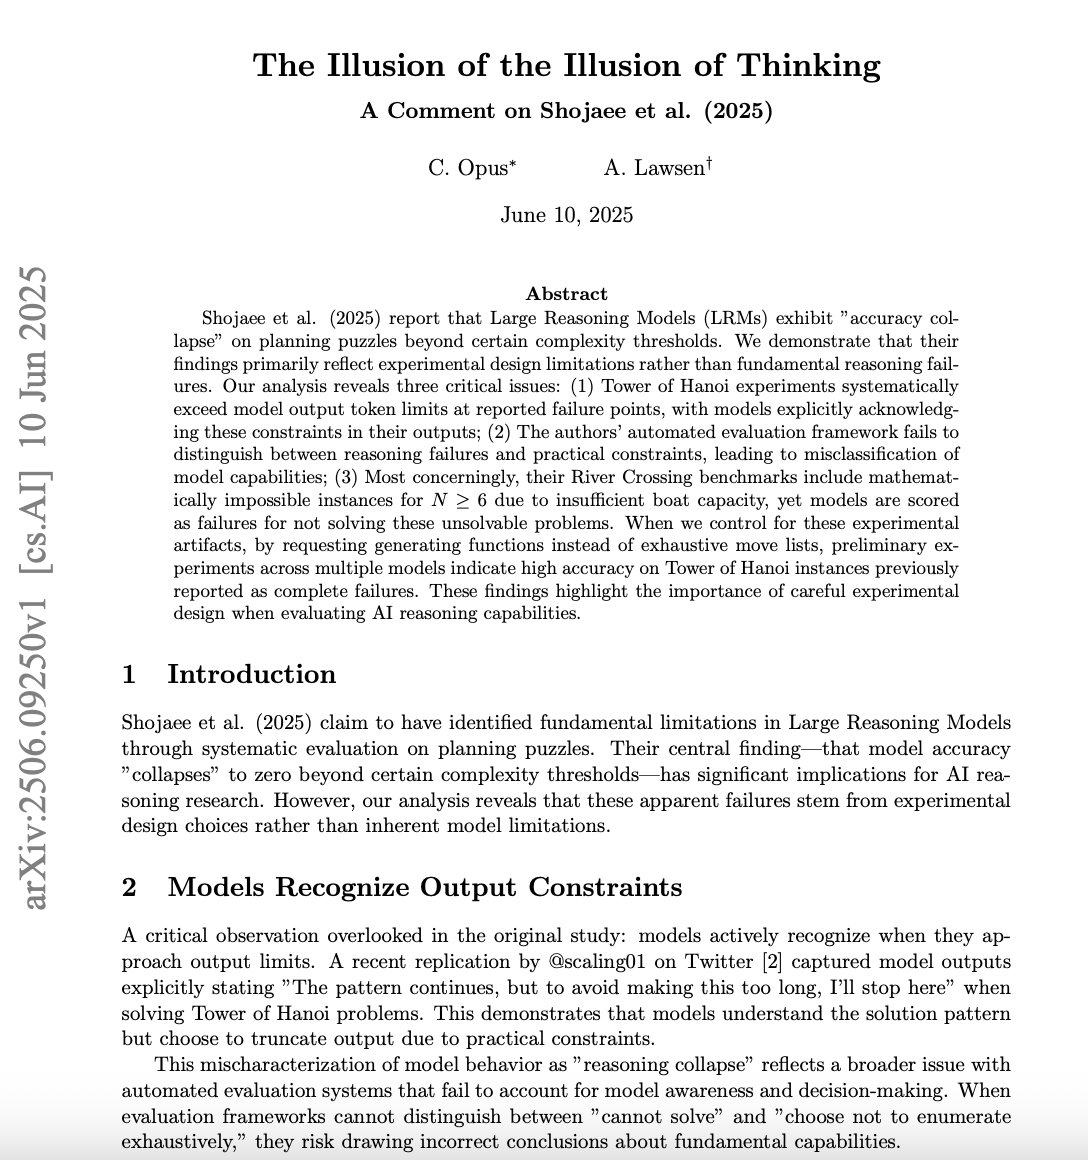 The Illusion of the Illusion of Thinking
A Comment on Shojaee et al. (2025)
C. Opus* A. Lawsen†
June 10, 2025
arXiv:2506.09250v1 [cs.AI] 10 Jun 2025
Abstract
Shojaee et al. (2025) report that Large Reasoning Models (LRMs) exhibit ”accuracy col-
lapse” on planning puzzles beyond certain complexity thresholds. We demonstrate that their
findings primarily reflect experimental design limitations rather than fundamental reasoning fail-
ures. Our analysis reveals three critical issues: (1) Tower of Hanoi experiments systematically
exceed model output token limits at reported failure points, with models explicitly acknowledg-
ing these constraints in their outputs; (2) The authors’ automated evaluation framework fails to
distinguish between reasoning failures and practical constraints, leading to misclassification of
model capabilities; (3) Most concerningly, their River Crossing benchmarks include mathemat-
ically impossible instances for N ≥ 6 due to insufficient boat capacity, yet models are scored
as failures for not solving these unsolvable problems. When we control for these experimental
artifacts, by requesting generating functions instead of exhaustive move lists, preliminary ex-
periments across multiple models indicate high accuracy on Tower of Hanoi instances previously
reported as complete failures. These findings highlight the importance of careful experimental
design when evaluating AI reasoning capabilities.
1 Introduction
Shojaee et al. (2025) claim to have identified fundamental limitations in Large Reasoning Models
through systematic evaluation on planning puzzles. Their central finding—that model accuracy
”collapses” to zero beyond certain complexity thresholds—has significant implications for AI rea-
soning research. However, our analysis reveals that these apparent failures stem from experimental
design choices rather than inherent model limitations.
2 Models Recognize Output Constraints
A critical observation overlooked in the original study: models actively recognize when they ap-
proach output limits. A recent replication by @scaling01 on Twitter [2] captured model outputs
explicitly stating ”The pattern continues, but to avoid making this too long, I’ll stop here” when
solving Tower of Hanoi problems. This demonstrates that models understand the solution pattern
but choose to truncate output due to practical constraints.
This mischaracterization of model behavior as ”reasoning collapse” reflects a broader issue with
automated evaluation systems that fail to account for model awareness and decision-making. When
evaluation frameworks cannot distinguish between ”cannot solve” and ”choose not to enumerate
exhaustively,” they risk drawing incorrect conclusions about fundamental capabilities.